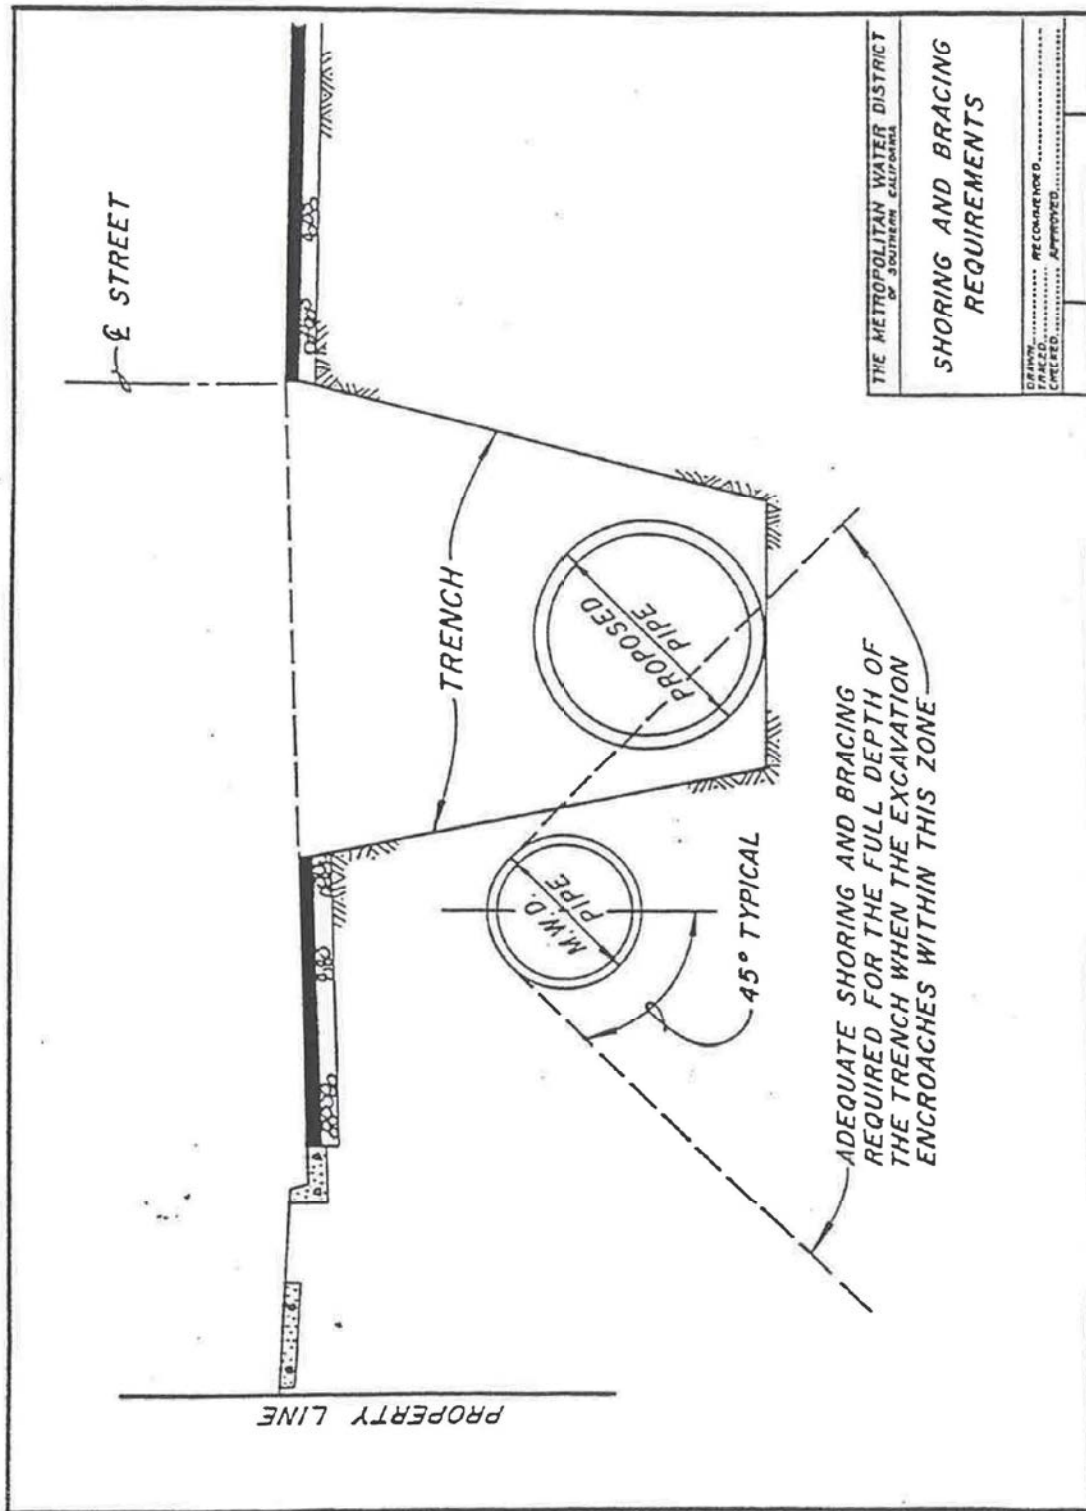 ℄ STREET
TRENCH
PROPOSED
PIPE
M.W.D.
PIPE
45° TYPICAL
PROPERTY LINE
ADEQUATE SHORING AND BRACING
REQUIRED FOR THE FULL DEPTH OF
THE TRENCH WHEN THE EXCAVATION
ENCROACHES WITHIN THIS ZONE
THE METROPOLITAN WATER DISTRICT
OF SOUTHERN CALIFORNIA
SHORING AND BRACING
REQUIREMENTS
DRAWN............ RECOMMENDED....................
TRACED............
CHECKED............ APPROVED....................